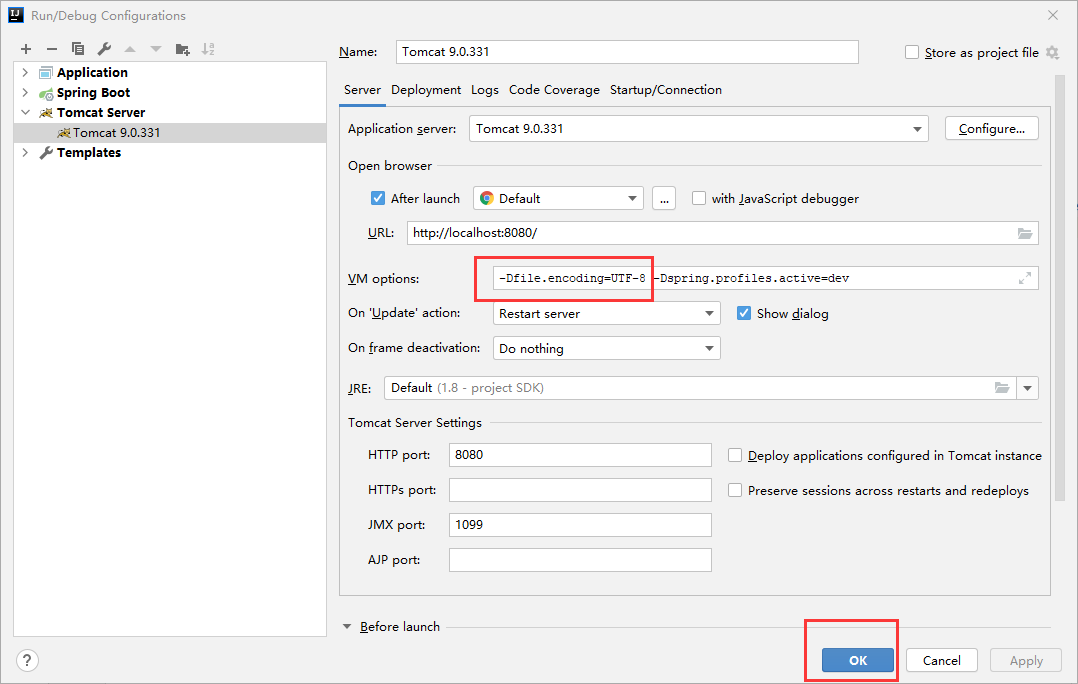 Run/Debug Configurations
Name: Tomcat 9.0.331
Store as project file
Application
Spring Boot
Tomcat Server
Tomcat 9.0.331
Templates
Server Deployment Logs Code Coverage Startup/Connection
Application server: Tomcat 9.0.331 Configure...
Open browser
After launch Default ... with JavaScript debugger
URL: http://localhost:8080/
VM options: -Dfile.encoding=UTF-8 -Dspring.profiles.active=dev
On 'Update' action: Restart server Show dialog
On frame deactivation: Do nothing
JRE: Default (1.8 - project SDK)
Tomcat Server Settings
HTTP port: 8080 Deploy applications configured in Tomcat instance
HTTPs port: Preserve sessions across restarts and redeploys
JMX port: 1099
AJP port:
Before launch
? OK Cancel Apply